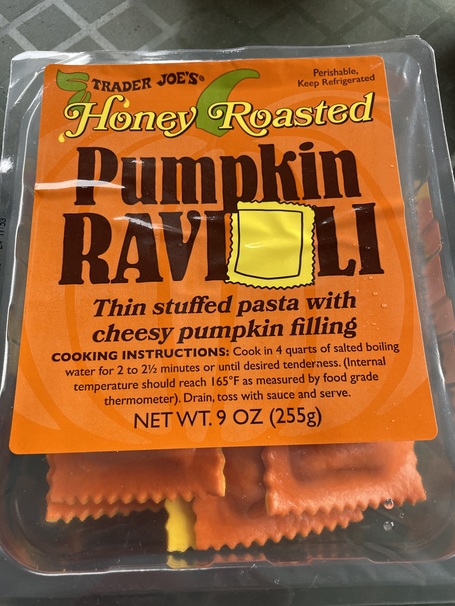 TRADER JOE'S®
Perishable,
Keep Refrigerated
Honey Roasted
Pumpkin
RAVIOLI
Thin stuffed pasta with
cheesy pumpkin filling
COOKING INSTRUCTIONS: Cook in 4 quarts of salted boiling
water for 2 to 2½ minutes or until desired tenderness. (Internal
temperature should reach 165°F as measured by food grade
thermometer). Drain, toss with sauce and serve.
NET WT. 9 OZ (255g)